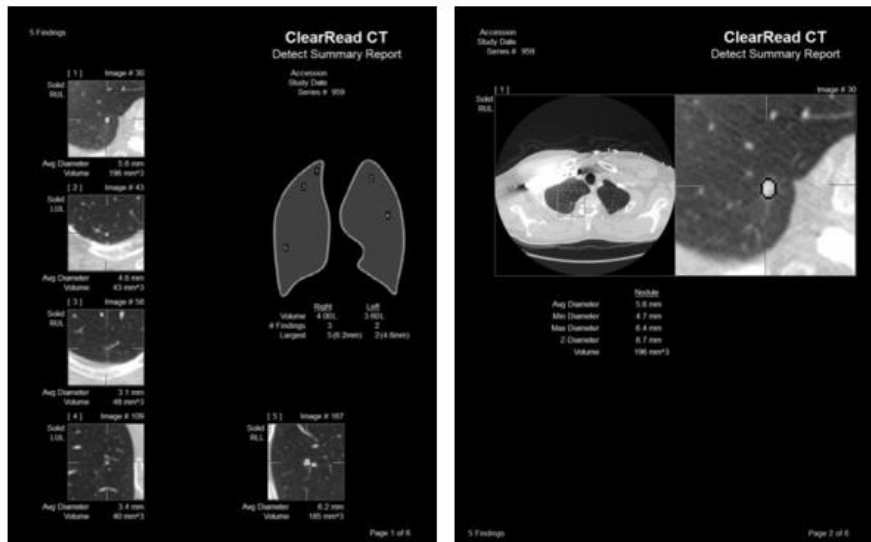 5 Findings
ClearRead CT
Detect Summary Report
Accession
Study Date
Series # 959
[ 1 ] Image # 30
Solid
RUL
Avg Diameter 5.6 mm
Volume 196 mm^3
[ 2 ] Image # 43
Solid
LUL
Avg Diameter 4.6 mm
Volume 43 mm^3
[ 3 ] Image # 58
Solid
RUL
Avg Diameter 3.1 mm
Volume 48 mm^3
[ 4 ] Image # 109
Solid
LUL
Avg Diameter 3.4 mm
Volume 40 mm^3
[ 5 ] Image # 167
Solid
RLL
Avg Diameter 6.2 mm
Volume 185 mm^3
Right Left
Volume 4.00L 3.60L
# Findings 3 2
Largest 5(6.2mm) 2(4.6mm)
Page 1 of 6
Accession
Study Date
Series # 959
ClearRead CT
Detect Summary Report
[ 1 ] Image # 30
Solid
RUL
Nodule
Avg Diameter 5.6 mm
Min Diameter 4.7 mm
Max Diameter 6.4 mm
Z-Diameter 6.7 mm
Volume 196 mm^3
5 Findings
Page 2 of 6